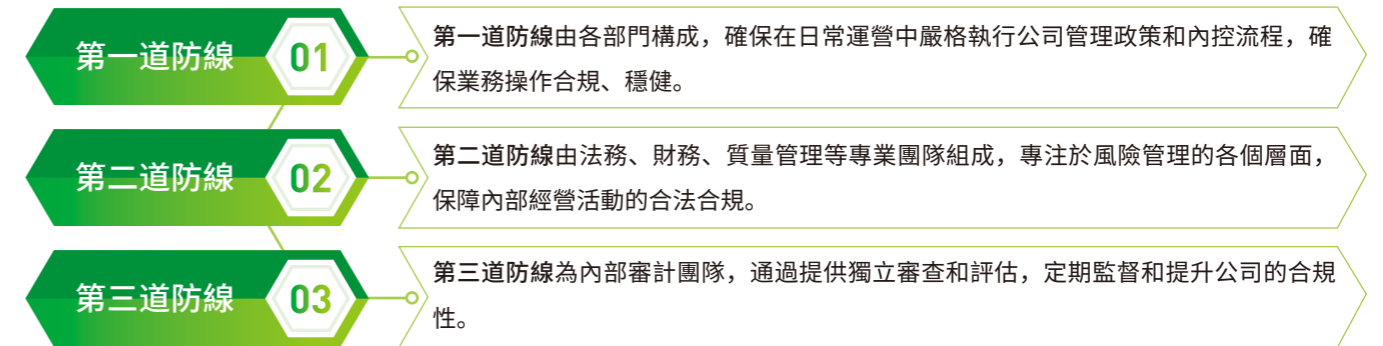 第一道防線
01
第一道防線由各部門構成，確保在日常運營中嚴格執行公司管理政策和內控流程，確
保業務操作合規、穩健。
第二道防線
02
第二道防線由法務、財務、質量管理等專業團隊組成，專注於風險管理的各個層面，
保障內部經營活動的合法合規。
第三道防線
03
第三道防線為內部審計團隊，通過提供獨立審查和評估，定期監督和提升公司的合規
性。